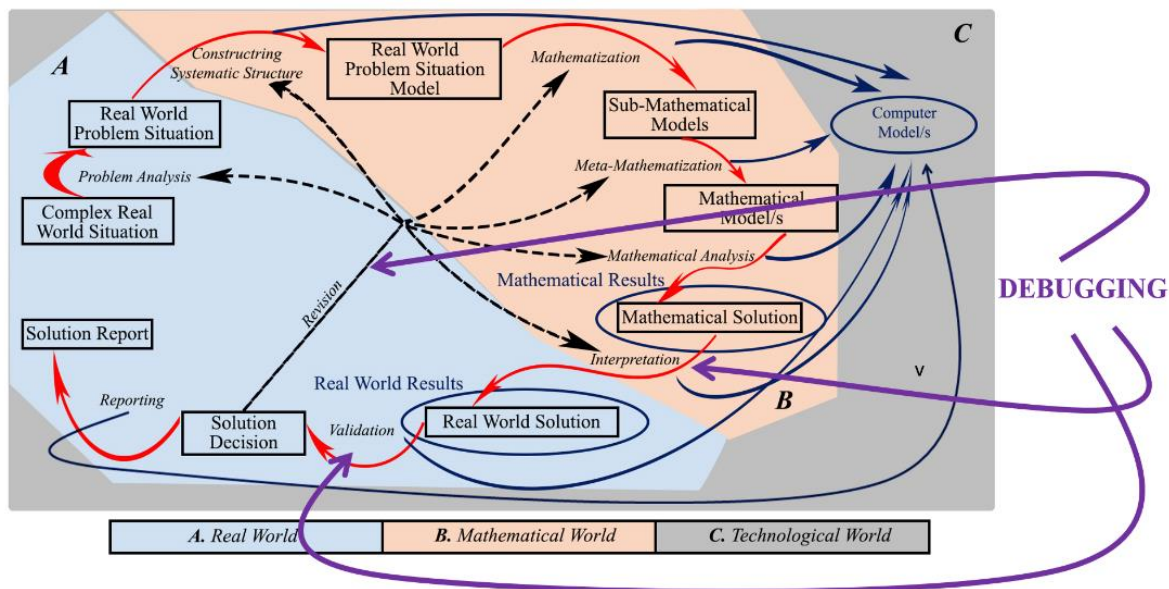 A
Constructring
Systematic Structure
Real World
Problem Situation
Model
Mathematization
C
Real World
Problem Situation
Sub-Mathematical
Models
Computer
Model/s
Problem Analysis
Meta-Mathematization
Complex Real
World Situation
Mathematical
Model/s
Mathematical Analysis
Mathematical Results
DEBUGGING
Revision
Mathematical Solution
Solution Report
Interpretation
V
Real World Results
B
Reporting
Solution
Decision
Validation
Real World Solution
A. Real World
B. Mathematical World
C. Technological World